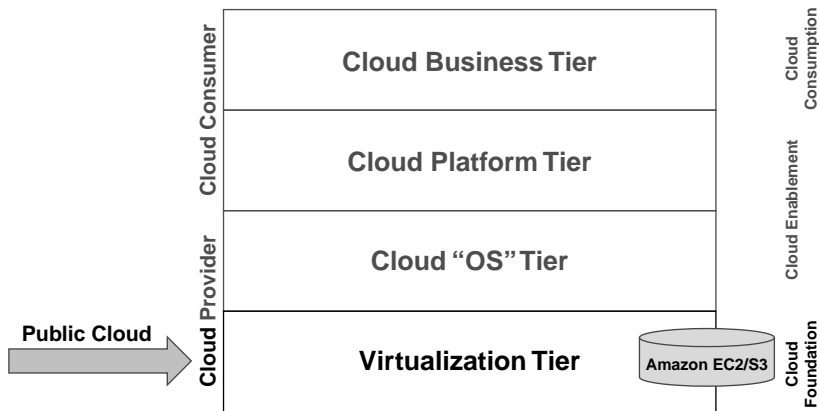 Cloud Business Tier
Cloud Platform Tier
Cloud “OS” Tier
Virtualization Tier
Cloud Consumer
Cloud Provider
Public Cloud
Amazon EC2/S3
Cloud
Consumption
Cloud Enablement
Cloud
Foundation